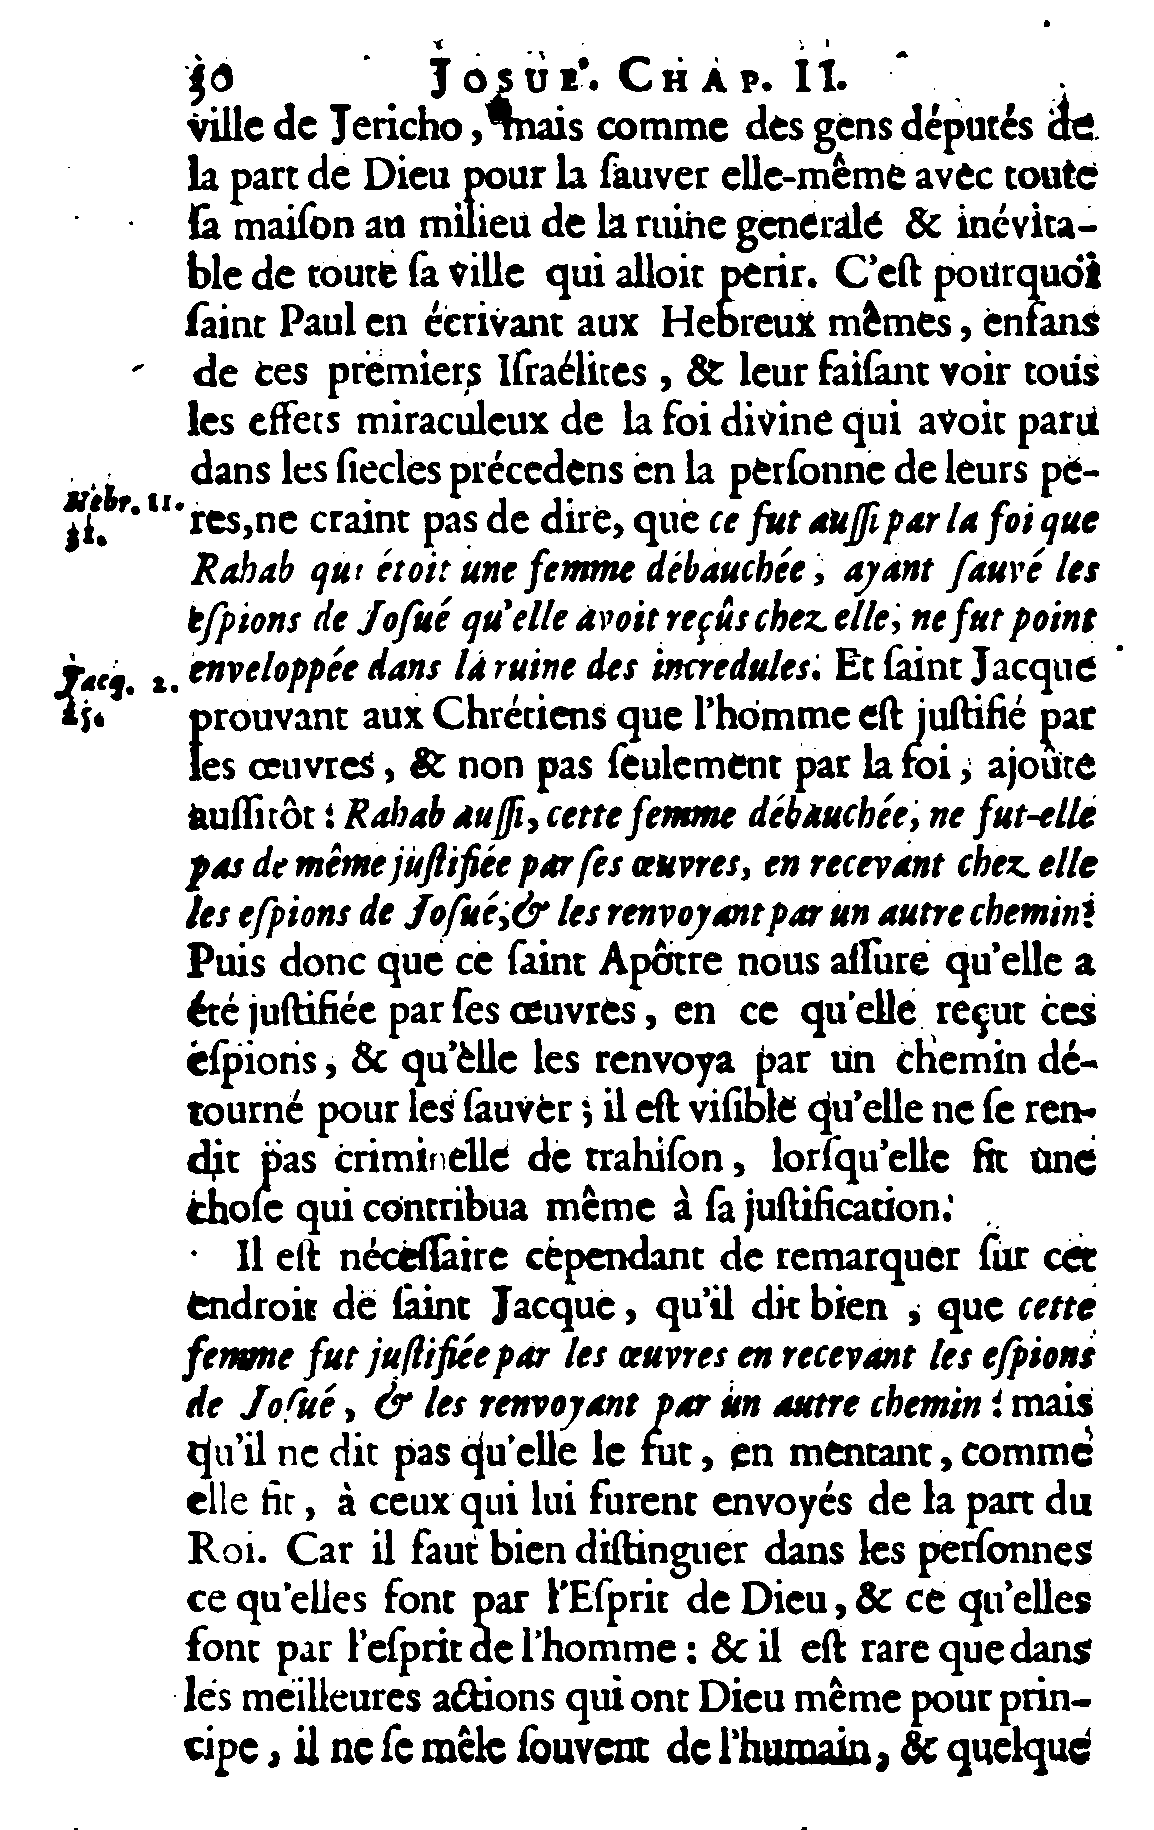 30 JOSUÉ. CHAP. II.
ville de Jericho, mais comme des gens députés de
la part de Dieu pour la ſauver elle-même avec toute
ſa maiſon au milieu de la ruine generale & inévita-
ble de toute ſa ville qui alloit perir. C'eſt pourquoi
ſaint Paul en écrivant aux Hebreux mêmes, enfans
de ces premiers Iſraélites, & leur faiſant voir tous
les effets miraculeux de la foi divine qui avoit paru
dans les ſiecles précedens en la perſonne de leurs pe-
Hebr. 11.
31.
res, ne craint pas de dire, que ce fut auſſi par la foi que
Rahab qui étoit une femme débauchée, ayant ſauvé les
eſpions de Joſué qu'elle avoit reçûs chez elle, ne fut point
enveloppée dans la ruine des incredules. Et ſaint Jacque
Jacq. 2.
25.
prouvant aux Chrétiens que l'homme eſt juſtifié par
les œuvres, & non pas ſeulement par la foi, ajoûte
auſſitôt : Rahab auſſi, cette femme débauchée, ne fut-elle
pas de même juſtifiée par ſes œuvres, en recevant chez elle
les eſpions de Joſué, & les renvoyant par un autre chemin?
Puis donc que ce ſaint Apôtre nous aſſure qu'elle a
été juſtifiée par ſes œuvres, en ce qu'elle reçut ces
eſpions, & qu'elle les renvoya par un chemin dé-
tourné pour les ſauver ; il eſt viſible qu'elle ne ſe ren-
dit pas criminelle de trahiſon, lorſqu'elle fit une
choſe qui contribua même à ſa juſtification.
Il eſt néceſſaire cependant de remarquer ſur cet
endroit de ſaint Jacque, qu'il dit bien, que cette
femme fut juſtifiée par les œuvres en recevant les eſpions
de Joſué, & les renvoyant par un autre chemin : mais
qu'il ne dit pas qu'elle le fut, en mentant, comme
elle fit, à ceux qui lui furent envoyés de la part du
Roi. Car il faut bien diſtinguer dans les perſonnes
ce qu'elles font par l'Eſprit de Dieu, & ce qu'elles
font par l'eſprit de l'homme : & il eſt rare que dans
les meilleures actions qui ont Dieu même pour prin-
cipe, il ne ſe mêle ſouvent de l'humain, & quelque